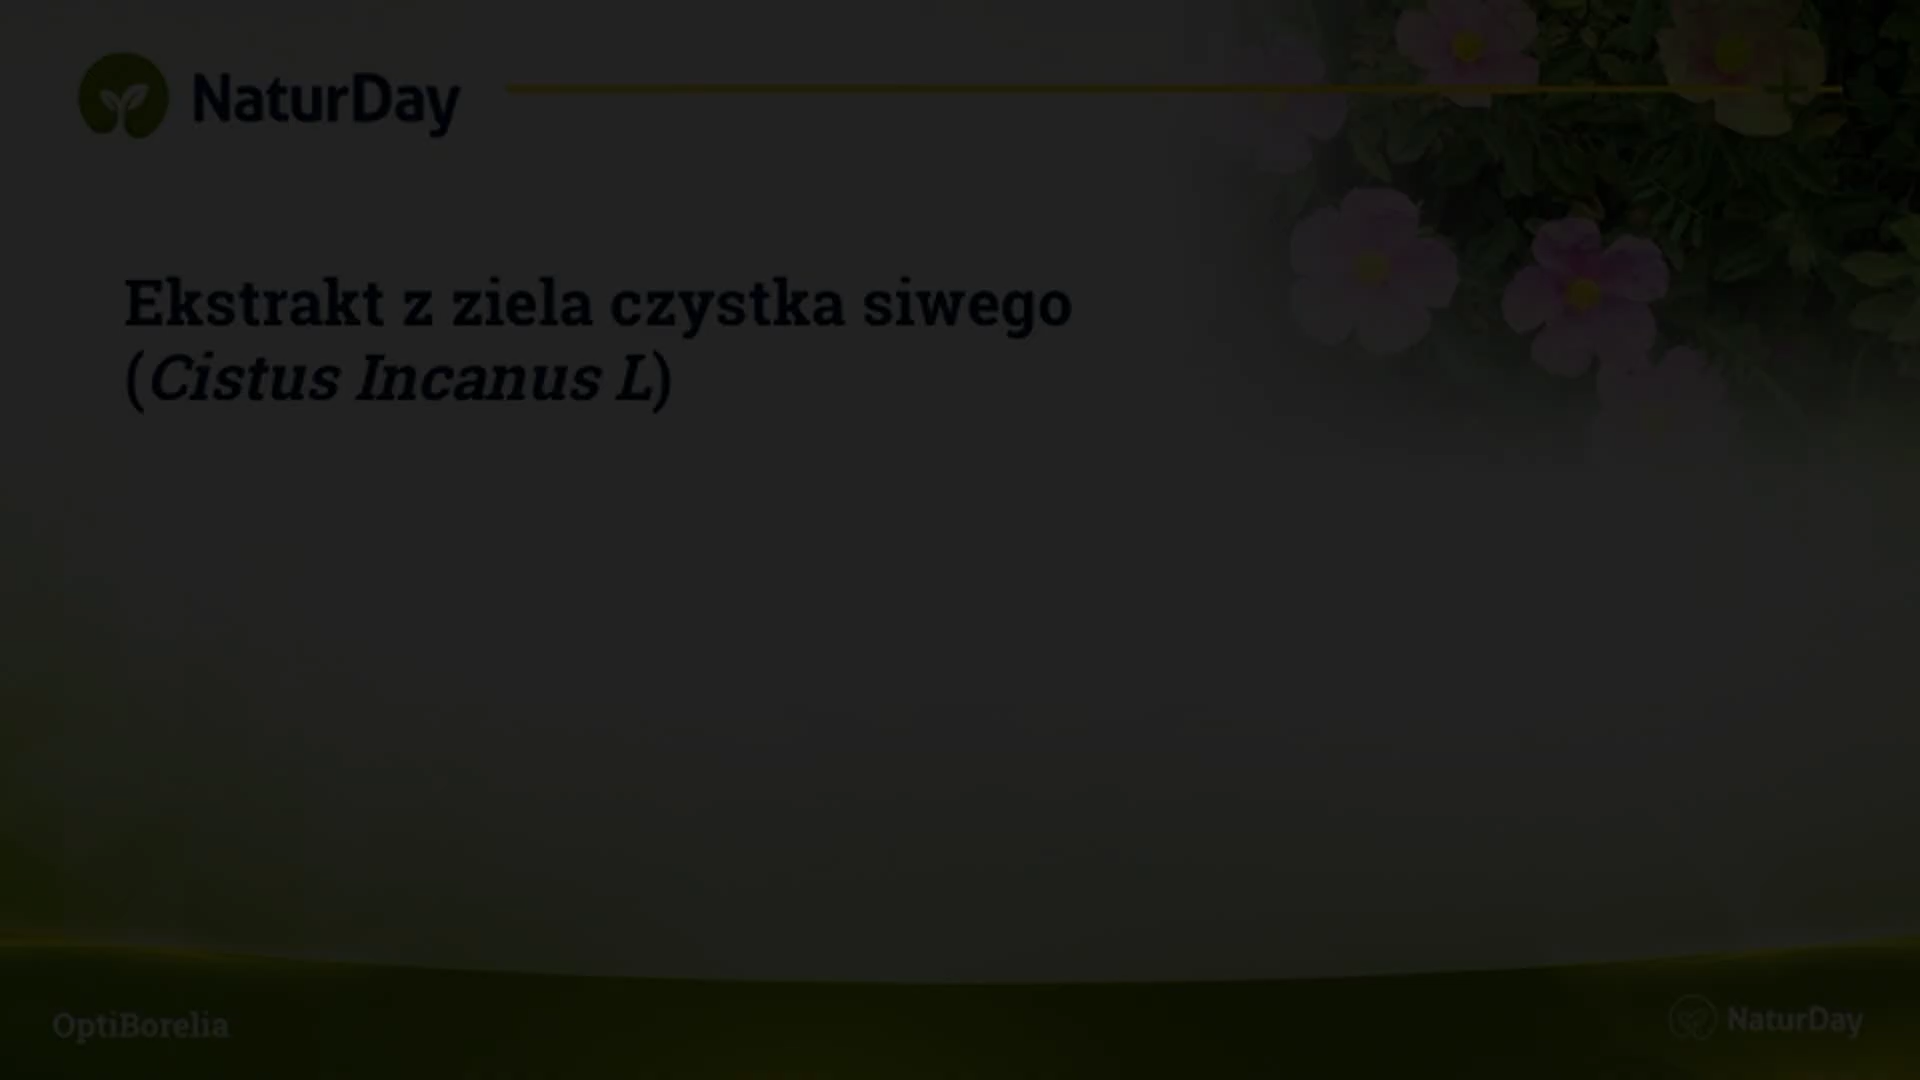 NaturDay
Ekstrakt z ziela czystka siwego
(Cistus Incanus L)
OptiBorelia
NaturDay